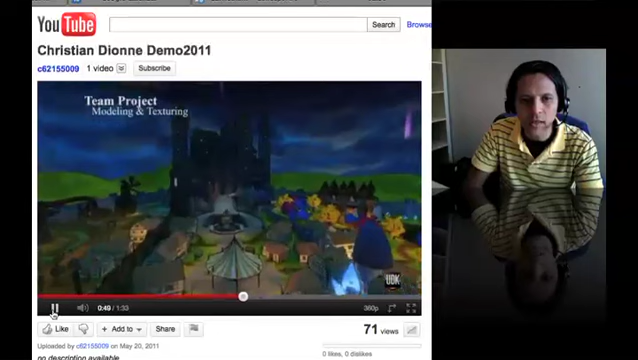 YouTube
Search
Browse
Christian Dionne Demo2011
c62155009 1 video Subscribe
Team Project
Modeling & Texturing
UDK
0:49 / 1:33 360p
Like Add to Share 71 views
Uploaded by c62155009 on May 20, 2011
no description available
0 likes, 0 dislikes